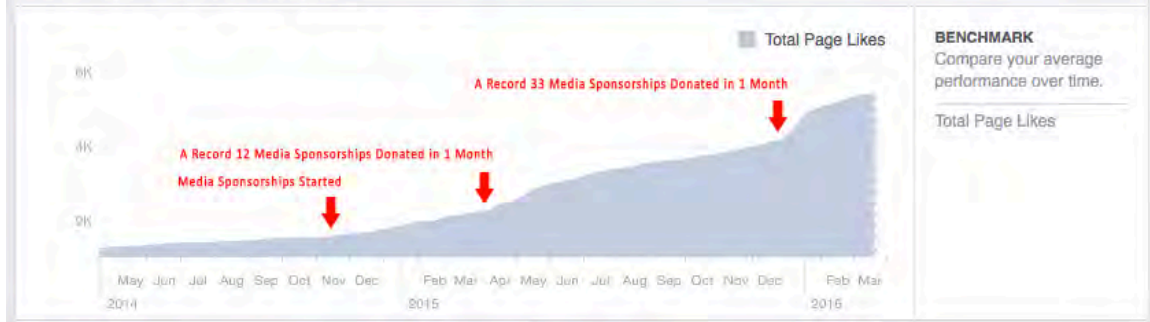 Total Page Likes
6K
A Record 33 Media Sponsorships Donated in 1 Month
4K
A Record 12 Media Sponsorships Donated in 1 Month
Media Sponsorships Started
2K
May Jun Jul Aug Sep Oct Nov Dec Feb Mar Apr May Jun Jul Aug Sep Oct Nov Dec Feb Mar
2014 2015 2016
BENCHMARK
Compare your average
performance over time.
Total Page Likes